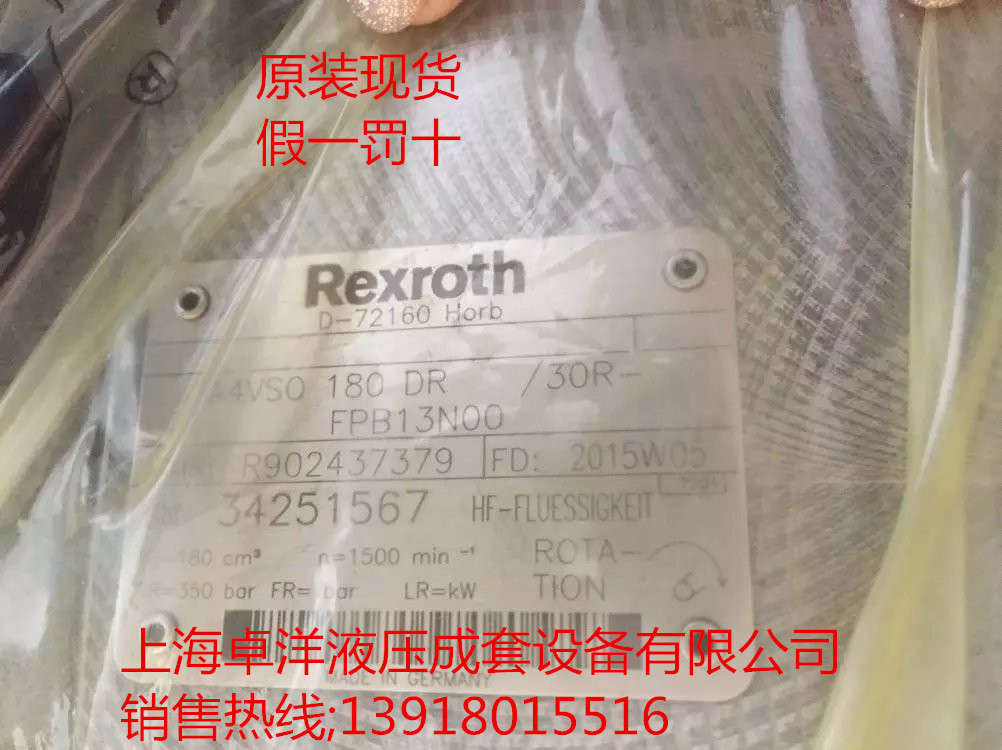 原装现货
假一罚十
Rexroth
D-72160 Horb
A4VSO 180 DR /30R-
FPB13N00
R902437379 FD: 2015W05
34251567 HF-FLUESSIGKEIT
180 cm³ n=1500 min -1 ROTA-
=350 bar FR= bar LR=kW TION
上海卓洋液压成套设备有限公司
MADE IN GERMANY
销售热线;13918015516